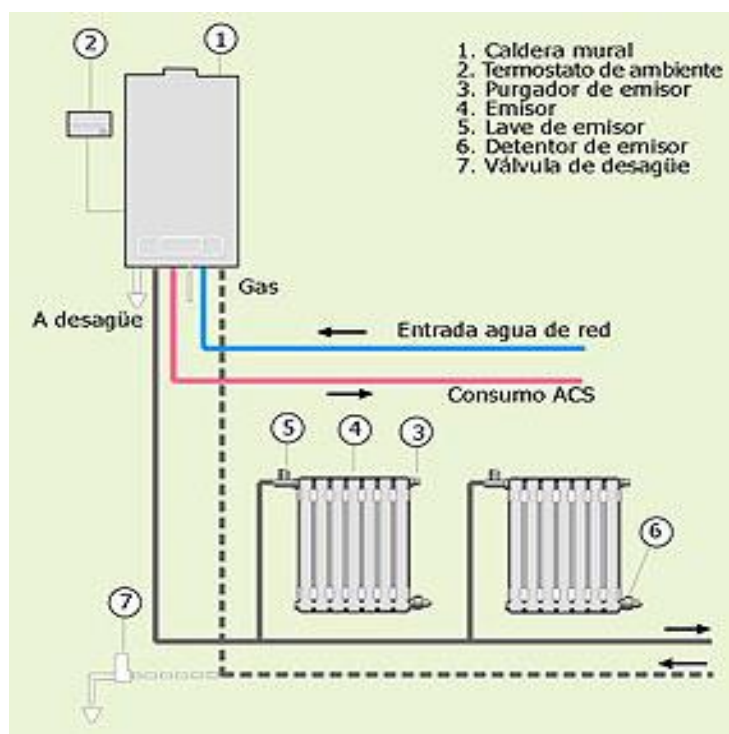 2
1
1. Caldera mural
2. Termostato de ambiente
3. Purgador de emisor
4. Emisor
5. Lave de emisor
6. Detentor de emisor
7. Válvula de desagüe
Gas
A desagüe
Entrada agua de red
Consumo ACS
5
4
3
6
7